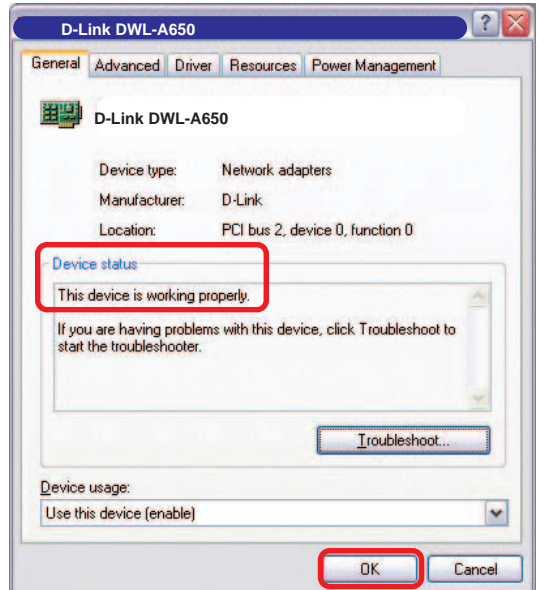 D-Link DWL-A650
?
General Advanced Driver Resources Power Management
D-Link DWL-A650
Device type: Network adapters
Manufacturer: D-Link
Location: PCI bus 2, device 0, function 0
Device status
This device is working properly.
If you are having problems with this device, click Troubleshoot to
start the troubleshooter.
Troubleshoot...
Device usage:
Use this device (enable)
OK Cancel